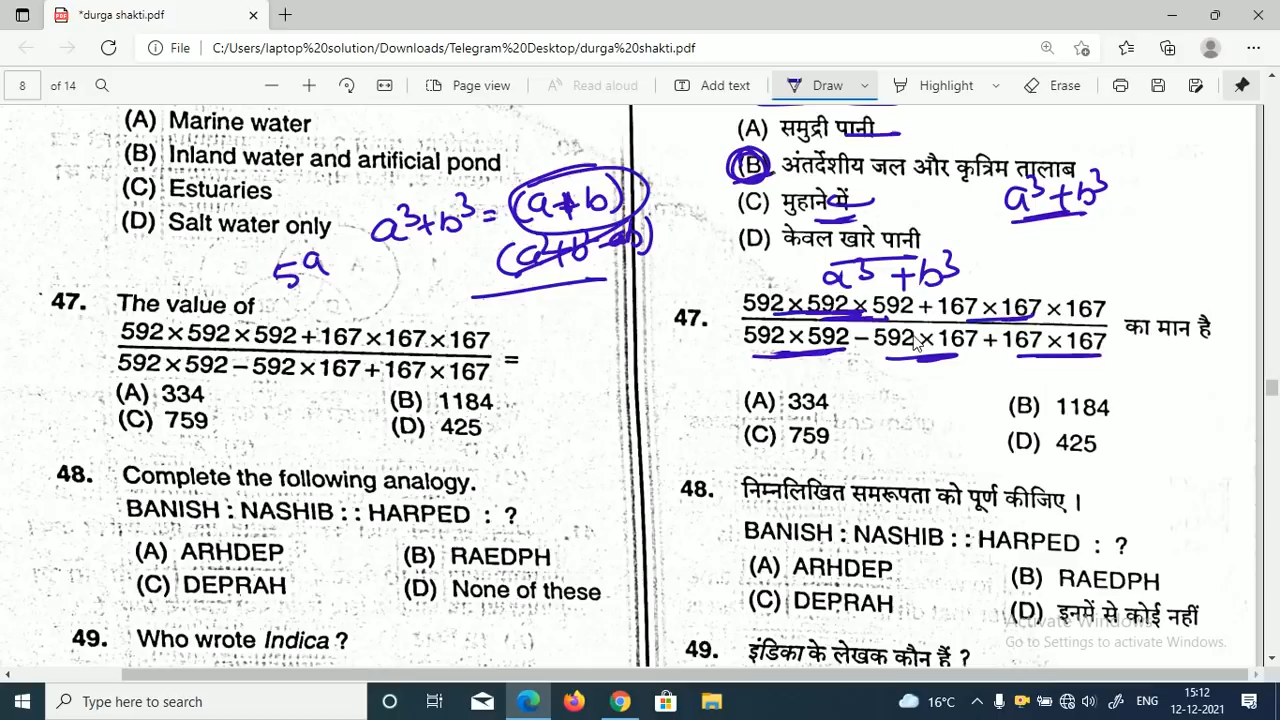 *durga shakti.pdf
File C:/Users/laptop%20solution/Downloads/Telegram%20Desktop/durga%20shakti.pdf
8 of 14 Page view Read aloud Add text Draw Highlight Erase
(A) Marine water
(B) Inland water and artificial pond
(C) Estuaries
(D) Salt water only
a³+b³ = (a+b)
(a²+b²-ab)
5a
47. The value of
592×592×592+167×167×167
592×592−592×167+167×167 =
(A) 334 (B) 1184
(C) 759 (D) 425
48. Complete the following analogy.
BANISH : NASHIB : : HARPED : ?
(A) ARHDEP (B) RAEDPH
(C) DEPRAH (D) None of these
49. Who wrote Indica ?
(A) समुद्री पानी
(B) अंतर्देशीय जल और कृत्रिम तालाब
(C) मुहाने में
(D) केवल खारे पानी
a³+b³
a³+b³
47. 592×592×592+167×167×167
592×592−592×167+167×167 का मान है
(A) 334 (B) 1184
(C) 759 (D) 425
48. निम्नलिखित समरूपता को पूर्ण कीजिए ।
BANISH : NASHIB : : HARPED : ?
(A) ARHDEP (B) RAEDPH
(C) DEPRAH (D) इनमें से कोई नहीं
49. इंडिका के लेखक कौन हैं ?
Activate Windows
Go to Settings to activate Windows.
Type here to search 16°C ENG 15:12
12-12-2021